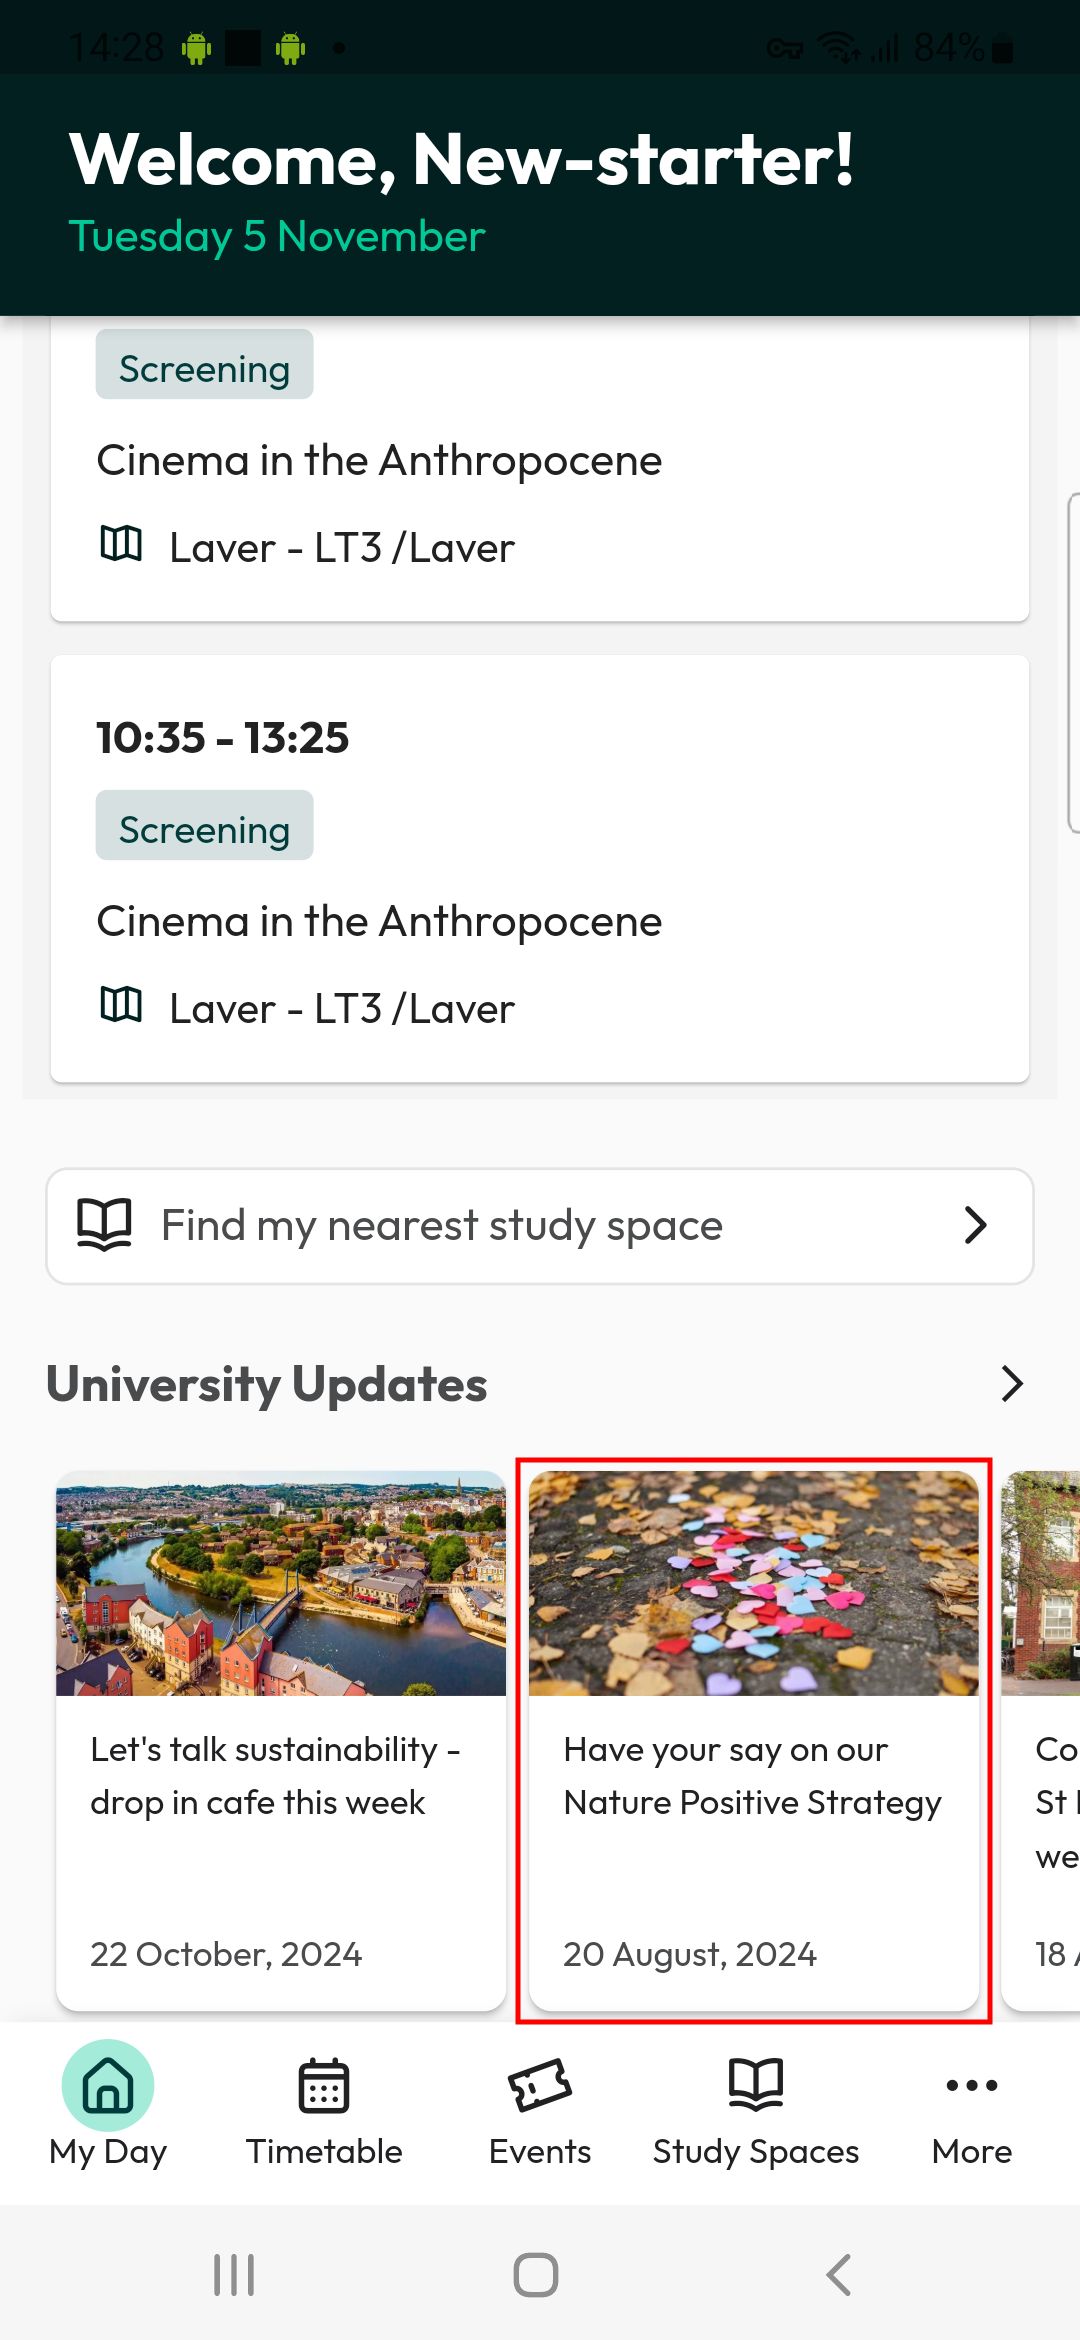 14:28
84%
Welcome, New-starter!
Tuesday 5 November
Screening
Cinema in the Anthropocene
Laver - LT3 /Laver
10:35 - 13:25
Screening
Cinema in the Anthropocene
Laver - LT3 /Laver
Find my nearest study space
University Updates
Let's talk sustainability -
drop in cafe this week
22 October, 2024
Have your say on our
Nature Positive Strategy
20 August, 2024
Co
St
we
18
My Day
Timetable
Events
Study Spaces
More